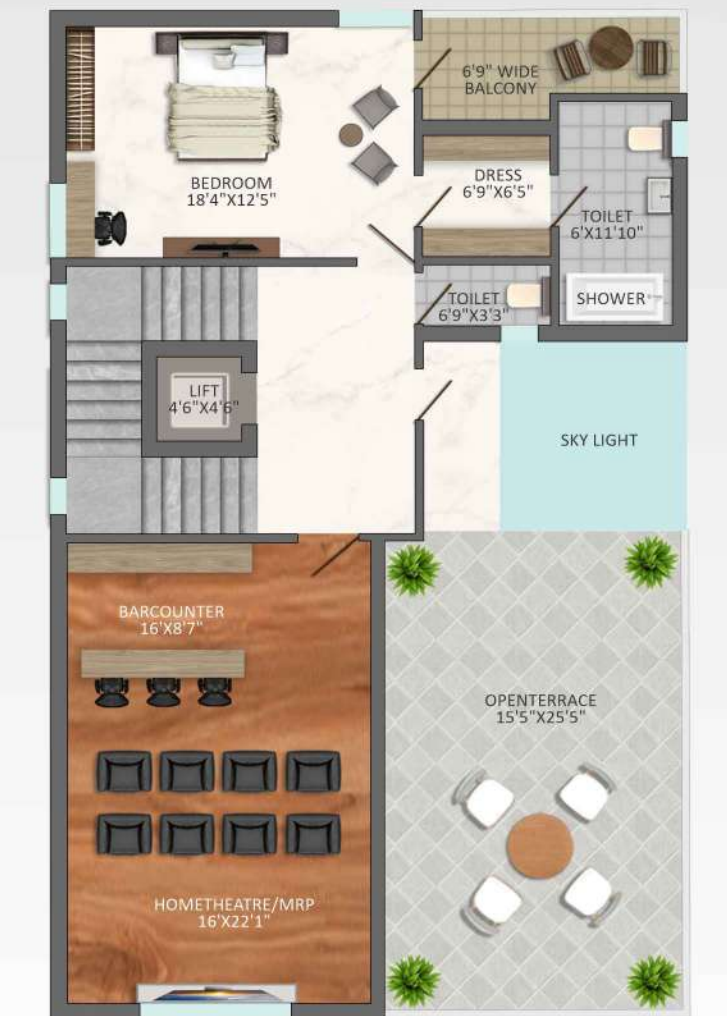 6'9" WIDE
BALCONY
BEDROOM
18'4"X12'5"
DRESS
6'9"X6'5"
TOILET
6'X11'10"
TOILET
6'9"X3'3"
SHOWER
LIFT
4'6"X4'6"
SKY LIGHT
BARCOUNTER
16'X8'7"
OPENTERRACE
15'5"X25'5"
HOMETHEATRE/MRP
16'X22'1"